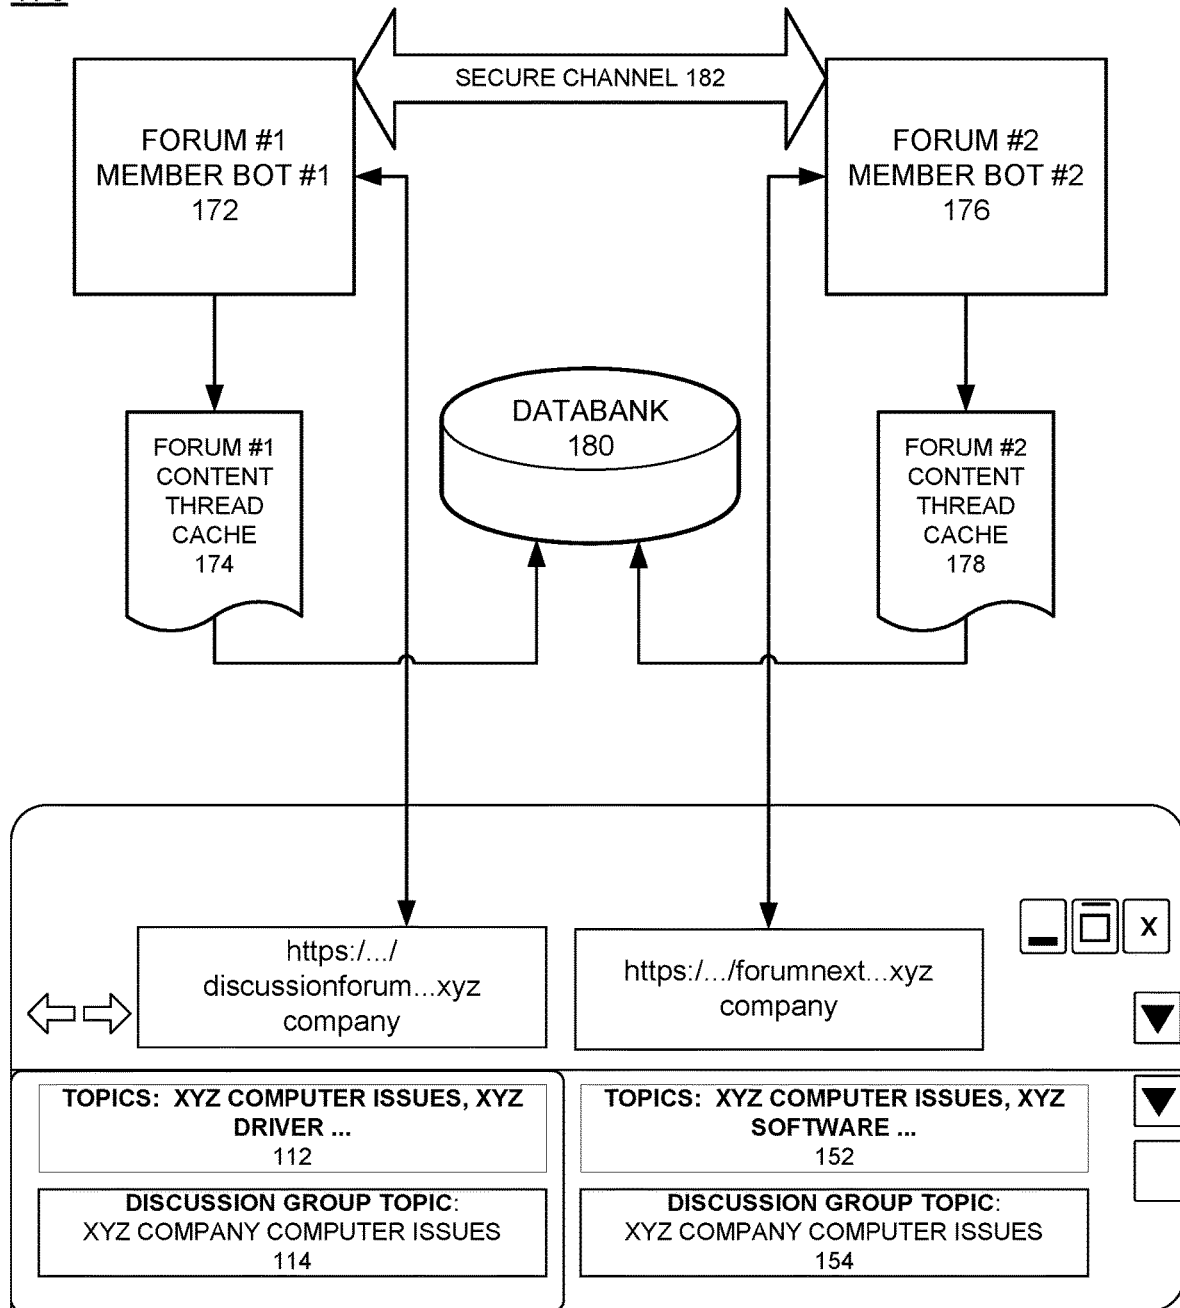 SECURE CHANNEL 182
FORUM #1
MEMBER BOT #1
172
FORUM #2
MEMBER BOT #2
176
FORUM #1
CONTENT
THREAD
CACHE
174
DATABANK
180
FORUM #2
CONTENT
THREAD
CACHE
178
https:/.../
discussionforum...xyz
company
https:/.../forumnext...xyz
company
X
TOPICS: XYZ COMPUTER ISSUES, XYZ
DRIVER ...
112
TOPICS: XYZ COMPUTER ISSUES, XYZ
SOFTWARE ...
152
DISCUSSION GROUP TOPIC:
XYZ COMPANY COMPUTER ISSUES
114
DISCUSSION GROUP TOPIC:
XYZ COMPANY COMPUTER ISSUES
154